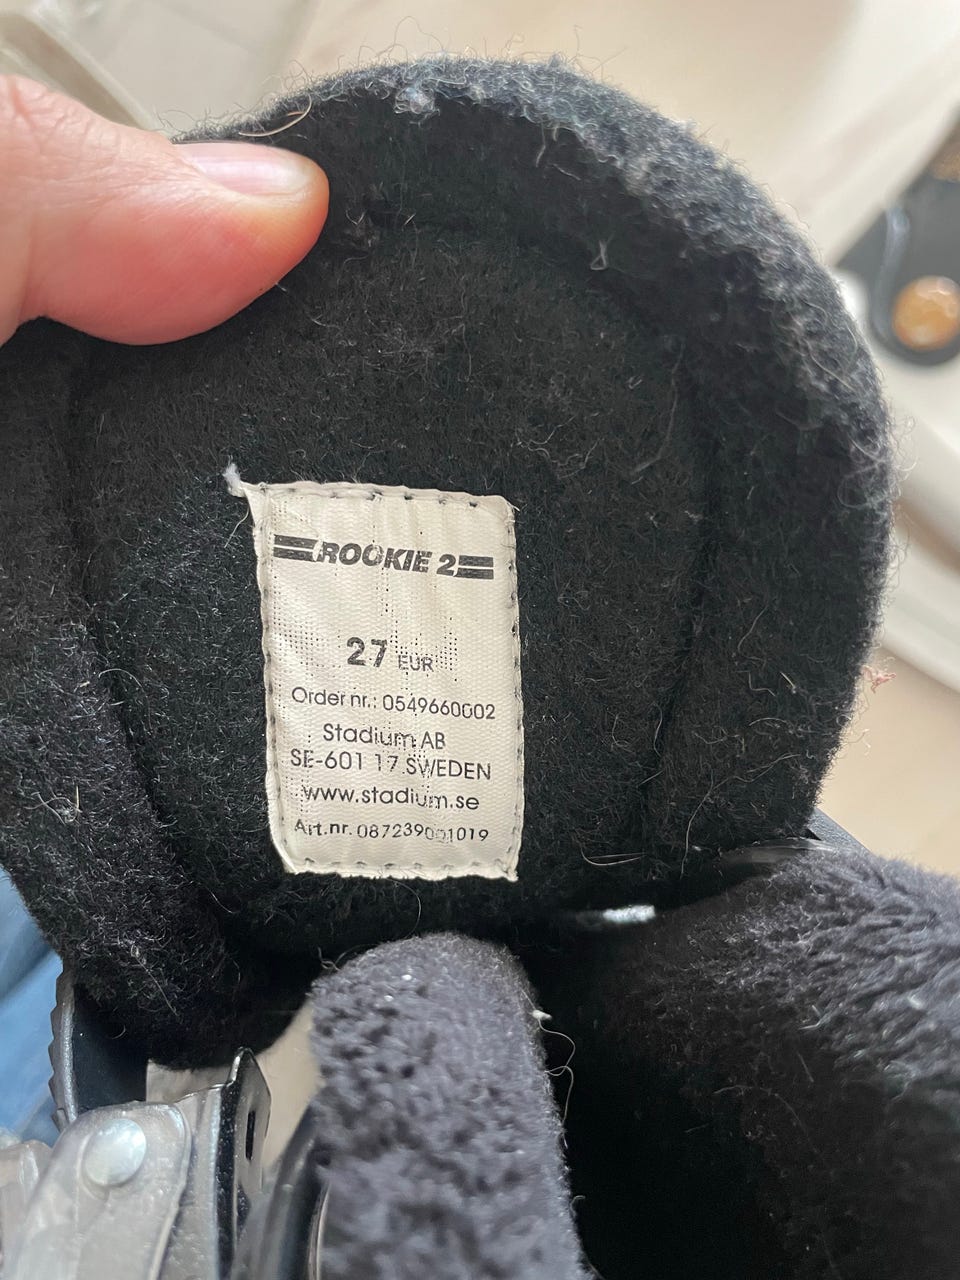 ROOKIE 2
27 EUR
Order nr.: 0549660002
Stadium AB
SE-601 17 SWEDEN
www.stadium.se
Art.nr. 087239001019